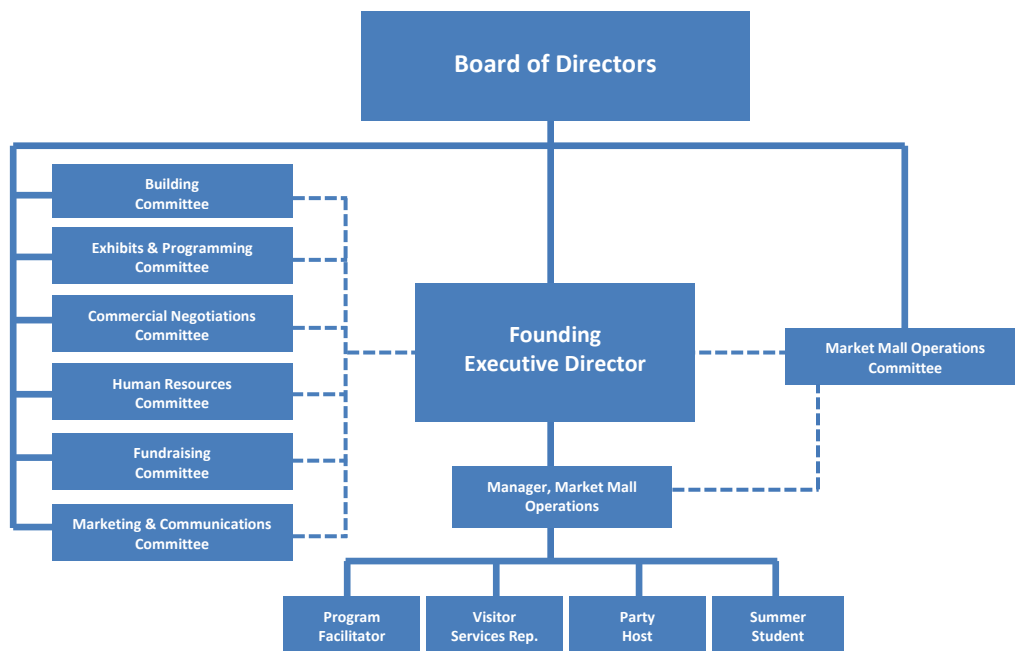 Board of Directors
Building
Committee
Exhibits & Programming
Committee
Commercial Negotiations
Committee
Human Resources
Committee
Fundraising
Committee
Marketing & Communications
Committee
Founding
Executive Director
Market Mall Operations
Committee
Manager, Market Mall
Operations
Program
Facilitator
Visitor
Services Rep.
Party
Host
Summer
Student